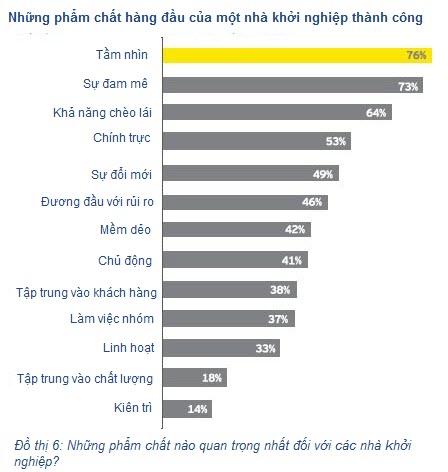 Những phẩm chất hàng đầu của một nhà khởi nghiệp thành công
Tầm nhìn 76%
Sự đam mê 73%
Khả năng chèo lái 64%
Chính trực 53%
Sự đổi mới 49%
Đương đầu với rủi ro 46%
Mềm dẻo 42%
Chủ động 41%
Tập trung vào khách hàng 38%
Làm việc nhóm 37%
Linh hoạt 33%
Tập trung vào chất lượng 18%
Kiên trì 14%
Đồ thị 6: Những phẩm chất nào quan trọng nhất đối với các nhà khởi
nghiệp?